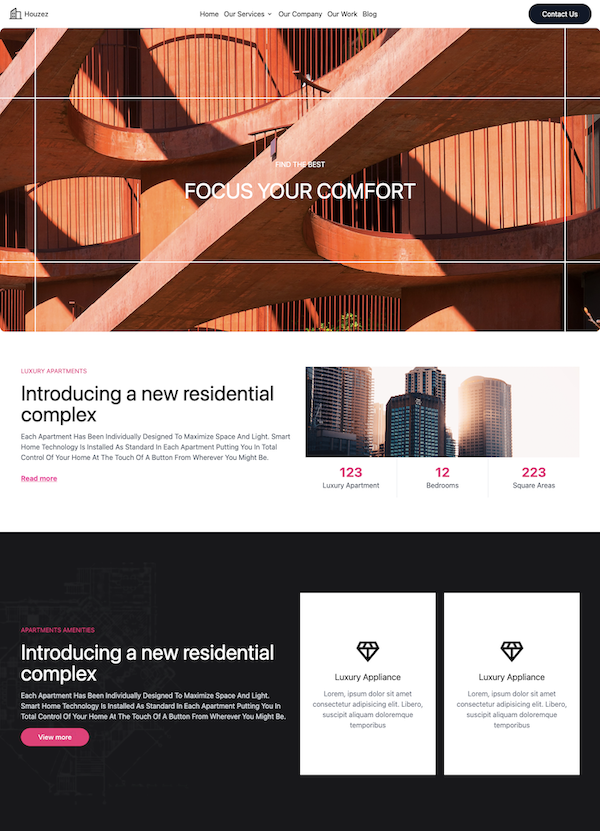 Houzez
Home Our Services Our Company Our Work Blog
Contact Us
FIND THE BEST
FOCUS YOUR COMFORT
LUXURY APARTMENTS
Introducing a new residential
complex
Each Apartment Has Been Individually Designed To Maximize Space And Light. Smart
Home Technology Is Installed As Standard In Each Apartment Putting You In Total
Control Of Your Home At The Touch Of A Button From Wherever You Might Be.
Read more
123
Luxury Apartment
12
Bedrooms
223
Square Areas
APARTMENTS AMENITIES
Introducing a new residential
complex
Each Apartment Has Been Individually Designed To Maximize Space And Light.
Smart Home Technology Is Installed As Standard In Each Apartment Putting You In
Total Control Of Your Home At The Touch Of A Button From Wherever You Might Be.
View more
Luxury Appliance
Lorem, ipsum dolor sit amet
consectetur adipisicing elit. Libero,
suscipit aliquam doloremque
temporibus
Luxury Appliance
Lorem, ipsum dolor sit amet
consectetur adipisicing elit. Libero,
suscipit aliquam doloremque
temporibus